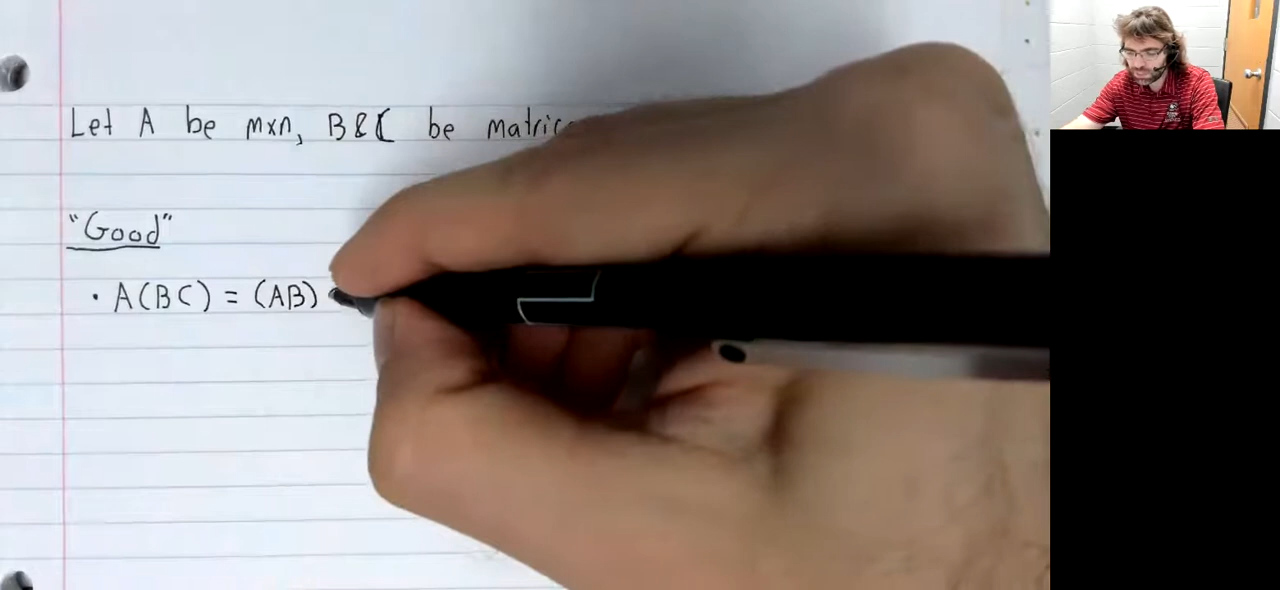 Let A be mxn, B & C be
"Good"
· A(BC) = (AB)